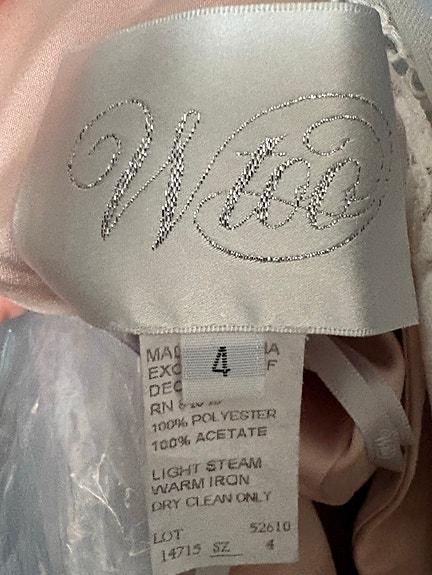 Wtoo
4
100% POLYESTER
100% ACETATE
LIGHT STEAM
WARM IRON
DRY CLEAN ONLY
LOT 52610
14715 SZ 4